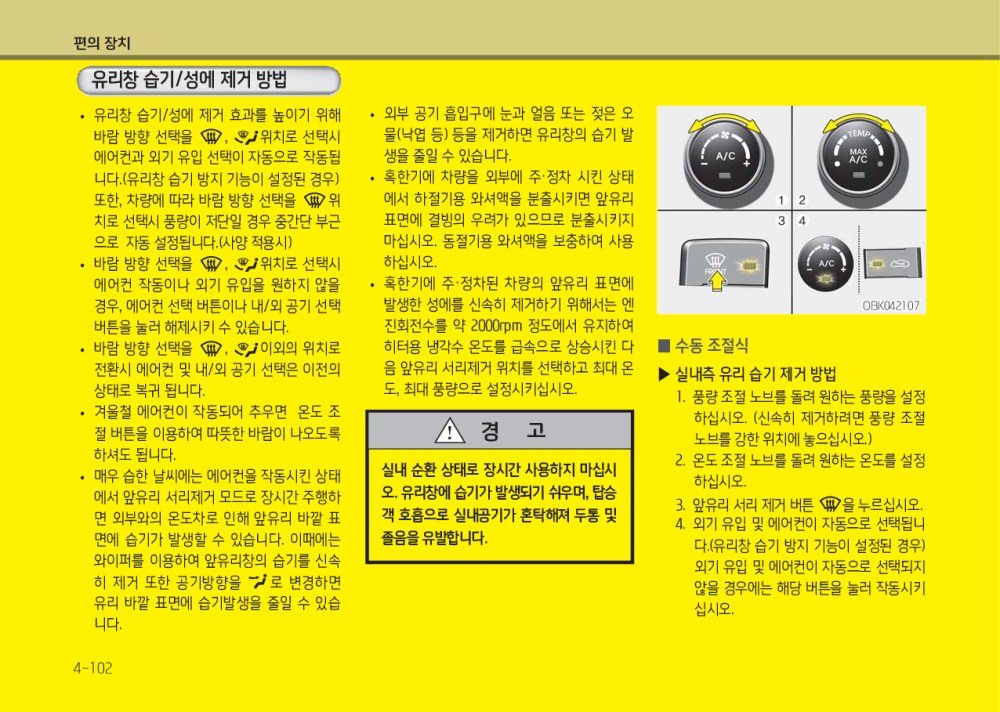 편의 장치
유리창 습기/성에 제거 방법
• 유리창 습기/성에 제거 효과를 높이기 위해
바람 방향 선택을 , 위치로 선택시
에어컨과 외기 유입 선택이 자동으로 작동됩
니다.(유리창 습기 방지 기능이 설정된 경우)
또한, 차량에 따라 바람 방향 선택을 위
치로 선택시 풍량이 저단일 경우 중간단 부근
으로 자동 설정됩니다.(사양 적용시)
• 바람 방향 선택을 , 위치로 선택시
에어컨 작동이나 외기 유입을 원하지 않을
경우, 에어컨 선택 버튼이나 내/외 공기 선택
버튼을 눌러 해제시키 수 있습니다.
• 바람 방향 선택을 , 이외의 위치로
전환시 에어컨 및 내/외 공기 선택은 이전의
상태로 복귀 됩니다.
• 겨울철 에어컨이 작동되어 추우면 온도 조
절 버튼을 이용하여 따뜻한 바람이 나오도록
하셔도 됩니다.
• 매우 습한 날씨에는 에어컨을 작동시킨 상태
에서 앞유리 서리제거 모드로 장시간 주행하
면 외부와의 온도차로 인해 앞유리 바깥 표
면에 습기가 발생할 수 있습니다. 이때에는
와이퍼를 이용하여 앞유리창의 습기를 신속
히 제거 또한 공기방향을 로 변경하면
유리 바깥 표면에 습기발생을 줄일 수 있습
니다.
• 외부 공기 흡입구에 눈과 얼음 또는 젖은 오
물(낙엽 등) 등을 제거하면 유리창의 습기 발
생을 줄일 수 있습니다.
• 혹한기에 차량을 외부에 주·정차 시킨 상태
에서 하절기용 와셔액을 분출시키면 앞유리
표면에 결빙의 우려가 있으므로 분출시키지
마십시오. 동절기용 와셔액을 보충하여 사용
하십시오.
• 혹한기에 주·정차된 차량의 앞유리 표면에
발생한 성에를 신속히 제거하기 위해서는 엔
진회전수를 약 2000rpm 정도에서 유지하여
히터용 냉각수 온도를 급속으로 상승시킨 다
음 앞유리 서리제거 위치를 선택하고 최대 온
도, 최대 풍량으로 설정시키십시오.
경 고
실내 순환 상태로 장시간 사용하지 마십시
오. 유리창에 습기가 발생되기 쉬우며, 탑승
객 호흡으로 실내공기가 혼탁해져 두통 및
졸음을 유발합니다.
A/C
TEMP
MAX
A/C
① ②
③ ④
FRONT
A/C
OBK042107
■ 수동 조절식
▶ 실내측 유리 습기 제거 방법
1. 풍량 조절 노브를 돌려 원하는 풍량을 설정
하십시오. (신속히 제거하려면 풍량 조절
노브를 강한 위치에 놓으십시오.)
2. 온도 조절 노브를 돌려 원하는 온도를 설정
하십시오.
3. 앞유리 서리 제거 버튼 을 누르십시오.
4. 외기 유입 및 에어컨이 자동으로 선택됩니
다.(유리창 습기 방지 기능이 설정된 경우)
외기 유입 및 에어컨이 자동으로 선택되지
않을 경우에는 해당 버튼을 눌러 작동시키
십시오.
4-102